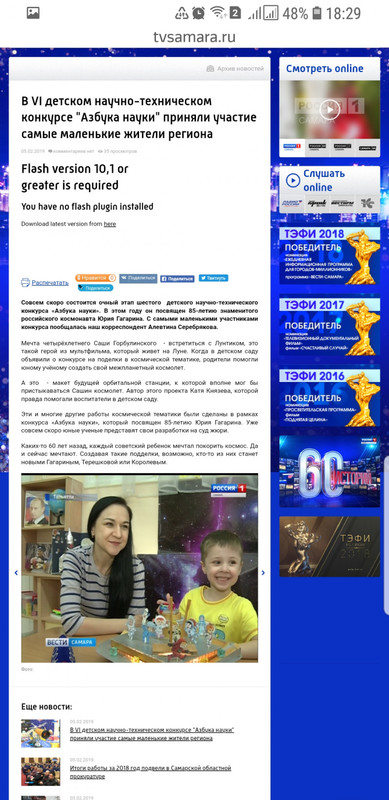 48% 18:29
tvsamara.ru
Архив новостей
В VI детском научно-техническом
конкурсе "Азбука науки" приняли участие
самые маленькие жители региона
05.02.2019 комментариев нет 55 просмотров
Flash version 10,1 or
greater is required
You have no flash plugin installed
Download latest version from here
Распечатать
Нравится
Поделиться
Поделиться
Твитнуть
Поделиться
Совсем скоро состоится очный этап шестого детского научно-технического
конкурса «Азбука науки». В этом году он посвящен 85-летию знаменитого
российского космонавта Юрия Гагарина. С самыми маленькими участниками
конкурса пообщалась наш корреспондент Алевтина Серебрякова.
Мечта четырёхлетнего Саши Горбулинского - встретиться с Лунтиком, это
такой герой из мультфильма, который живет на Луне. Когда в детском саду
объявили о конкурсе на поделки в космической тематике, родители помогли
юному учёному создать свой межпланетный космолет.
А это - макет будущей орбитальной станции, к которой вполне мог бы
пристыковаться Сашин космолет. Автор этого проекта Катя Князева, которой
правда помогали воспитатели в детском саду.
Эти и многие другие работы космической тематики были сделаны в рамках
конкурса «Азбука науки», который посвящен 85-летию Юрия Гагарина. Уже
совсем скоро юные ученые представят свои разработки на суд жюри.
Каких-то 60 лет назад, каждый советский ребенок мечтал покорить космос. Да
и сейчас мечтают. Создавая такие подделки, возможно, кто-то из них станет
новыми Гагариным, Терешковой или Королевым.
Тольятти
РОССИЯ 1
ВЕСТИ САМАРА
Фото:
Еще новости:
05.02.2019
В VI детском научно-техническом конкурсе "Азбука науки"
приняли участие самые маленькие жители региона
05.02.2019
Итоги работы за 2018 год подвели в Самарской областной
прокуратуре
05.02.2019
Смотреть online
РОССИЯ 1
Слушать
online
ТЭФИ 2018
ПОБЕДИТЕЛЬ
ТЭФИ 2017
ПОБЕДИТЕЛЬ
ТЭФИ 2016
ПОБЕДИТЕЛЬ
60
ИСТОРИЯ
ТЭФИ